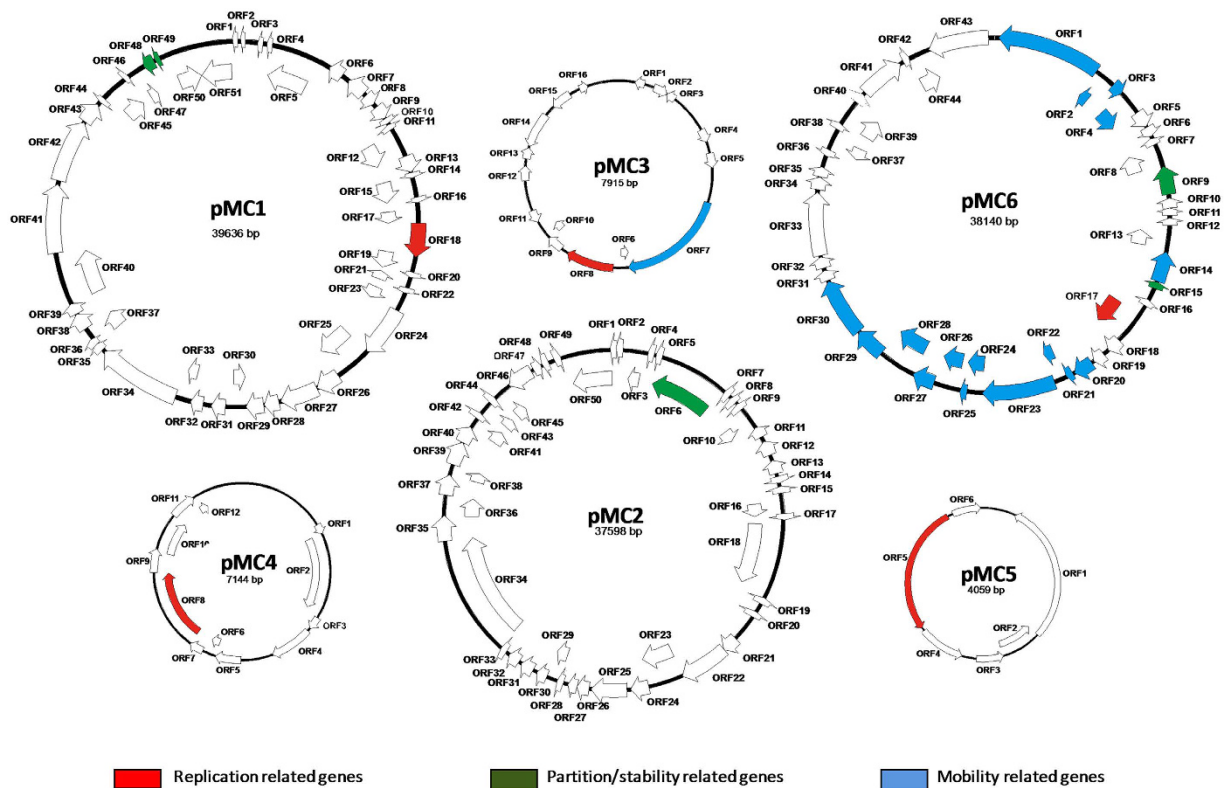 pMC1
39636 bp
ORF1
ORF2
ORF3
ORF4
ORF5
ORF6
ORF7
ORF8
ORF9
ORF10
ORF11
ORF12
ORF13
ORF14
ORF15
ORF16
ORF17
ORF18
ORF19
ORF20
ORF21
ORF22
ORF23
ORF24
ORF25
ORF26
ORF27
ORF28
ORF29
ORF30
ORF31
ORF32
ORF33
ORF34
ORF35
ORF36
ORF37
ORF38
ORF39
ORF40
ORF41
ORF42
ORF43
ORF44
ORF45
ORF46
ORF47
ORF48
ORF49
ORF50
ORF51
pMC3
7915 bp
ORF1
ORF2
ORF3
ORF4
ORF5
ORF6
ORF7
ORF8
ORF9
ORF10
ORF11
ORF12
ORF13
ORF14
ORF15
ORF16
pMC6
38140 bp
ORF1
ORF2
ORF3
ORF4
ORF5
ORF6
ORF7
ORF8
ORF9
ORF10
ORF11
ORF12
ORF13
ORF14
ORF15
ORF16
ORF17
ORF18
ORF19
ORF20
ORF21
ORF22
ORF23
ORF24
ORF25
ORF26
ORF27
ORF28
ORF29
ORF30
ORF31
ORF32
ORF33
ORF34
ORF35
ORF36
ORF37
ORF38
ORF39
ORF40
ORF41
ORF42
ORF43
ORF44
pMC4
7144 bp
ORF1
ORF2
ORF3
ORF4
ORF5
ORF6
ORF7
ORF8
ORF9
ORF11
ORF12
pMC2
37598 bp
ORF1
ORF2
ORF3
ORF4
ORF5
ORF6
ORF7
ORF8
ORF9
ORF10
ORF11
ORF12
ORF13
ORF14
ORF15
ORF16
ORF17
ORF18
ORF19
ORF20
ORF21
ORF22
ORF23
ORF24
ORF25
ORF26
ORF27
ORF28
ORF29
ORF30
ORF31
ORF32
ORF33
ORF34
ORF35
ORF36
ORF37
ORF38
ORF39
ORF40
ORF41
ORF42
ORF43
ORF44
ORF45
ORF46
ORF47
ORF48
ORF49
ORF50
pMC5
4059 bp
ORF1
ORF2
ORF3
ORF4
ORF5
ORF6
Replication related genes
Partition/stability related genes
Mobility related genes